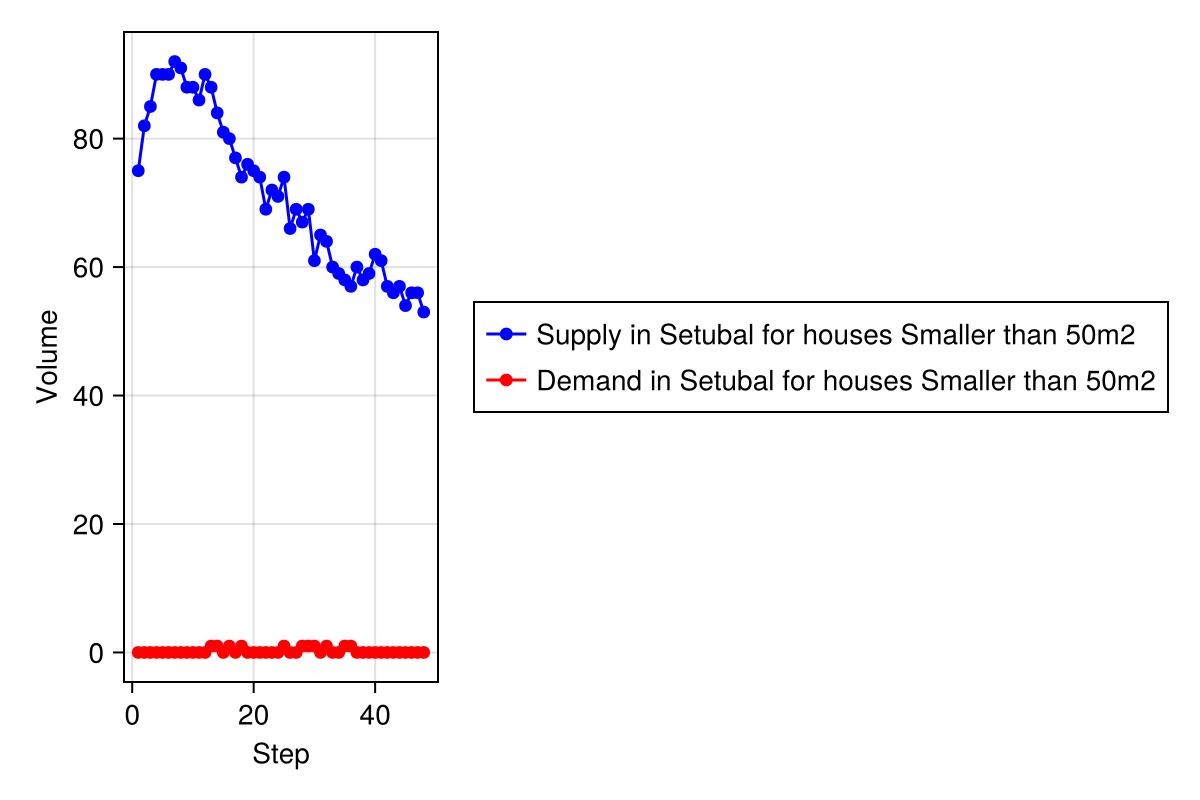 Volume
80
60
40
20
0
0 20 40
Step
Supply in Setubal for houses Smaller than 50m2
Demand in Setubal for houses Smaller than 50m2